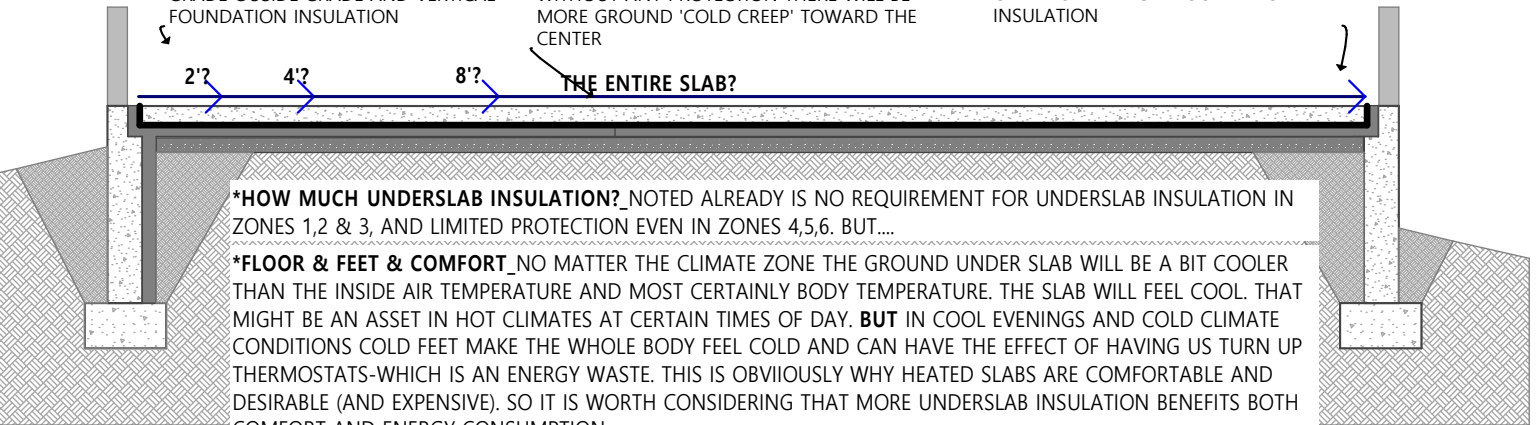 FOUNDATION INSULATION
MORE GROUND 'COLD CREEP' TOWARD THE
CENTER
INSULATION
2'? 4'? 8'?
THE ENTIRE SLAB?
*HOW MUCH UNDERSLAB INSULATION?_NOTED ALREADY IS NO REQUIREMENT FOR UNDERSLAB INSULATION IN
ZONES 1,2 & 3, AND LIMITED PROTECTION EVEN IN ZONES 4,5,6. BUT....
*FLOOR & FEET & COMFORT_NO MATTER THE CLIMATE ZONE THE GROUND UNDER SLAB WILL BE A BIT COOLER
THAN THE INSIDE AIR TEMPERATURE AND MOST CERTAINLY BODY TEMPERATURE. THE SLAB WILL FEEL COOL. THAT
MIGHT BE AN ASSET IN HOT CLIMATES AT CERTAIN TIMES OF DAY. BUT IN COOL EVENINGS AND COLD CLIMATE
CONDITIONS COLD FEET MAKE THE WHOLE BODY FEEL COLD AND CAN HAVE THE EFFECT OF HAVING US TURN UP
THERMOSTATS-WHICH IS AN ENERGY WASTE. THIS IS OBVIIOUSLY WHY HEATED SLABS ARE COMFORTABLE AND
DESIRABLE (AND EXPENSIVE). SO IT IS WORTH CONSIDERING THAT MORE UNDERSLAB INSULATION BENEFITS BOTH
COMFORT AND ENERGY CONSUMPTION